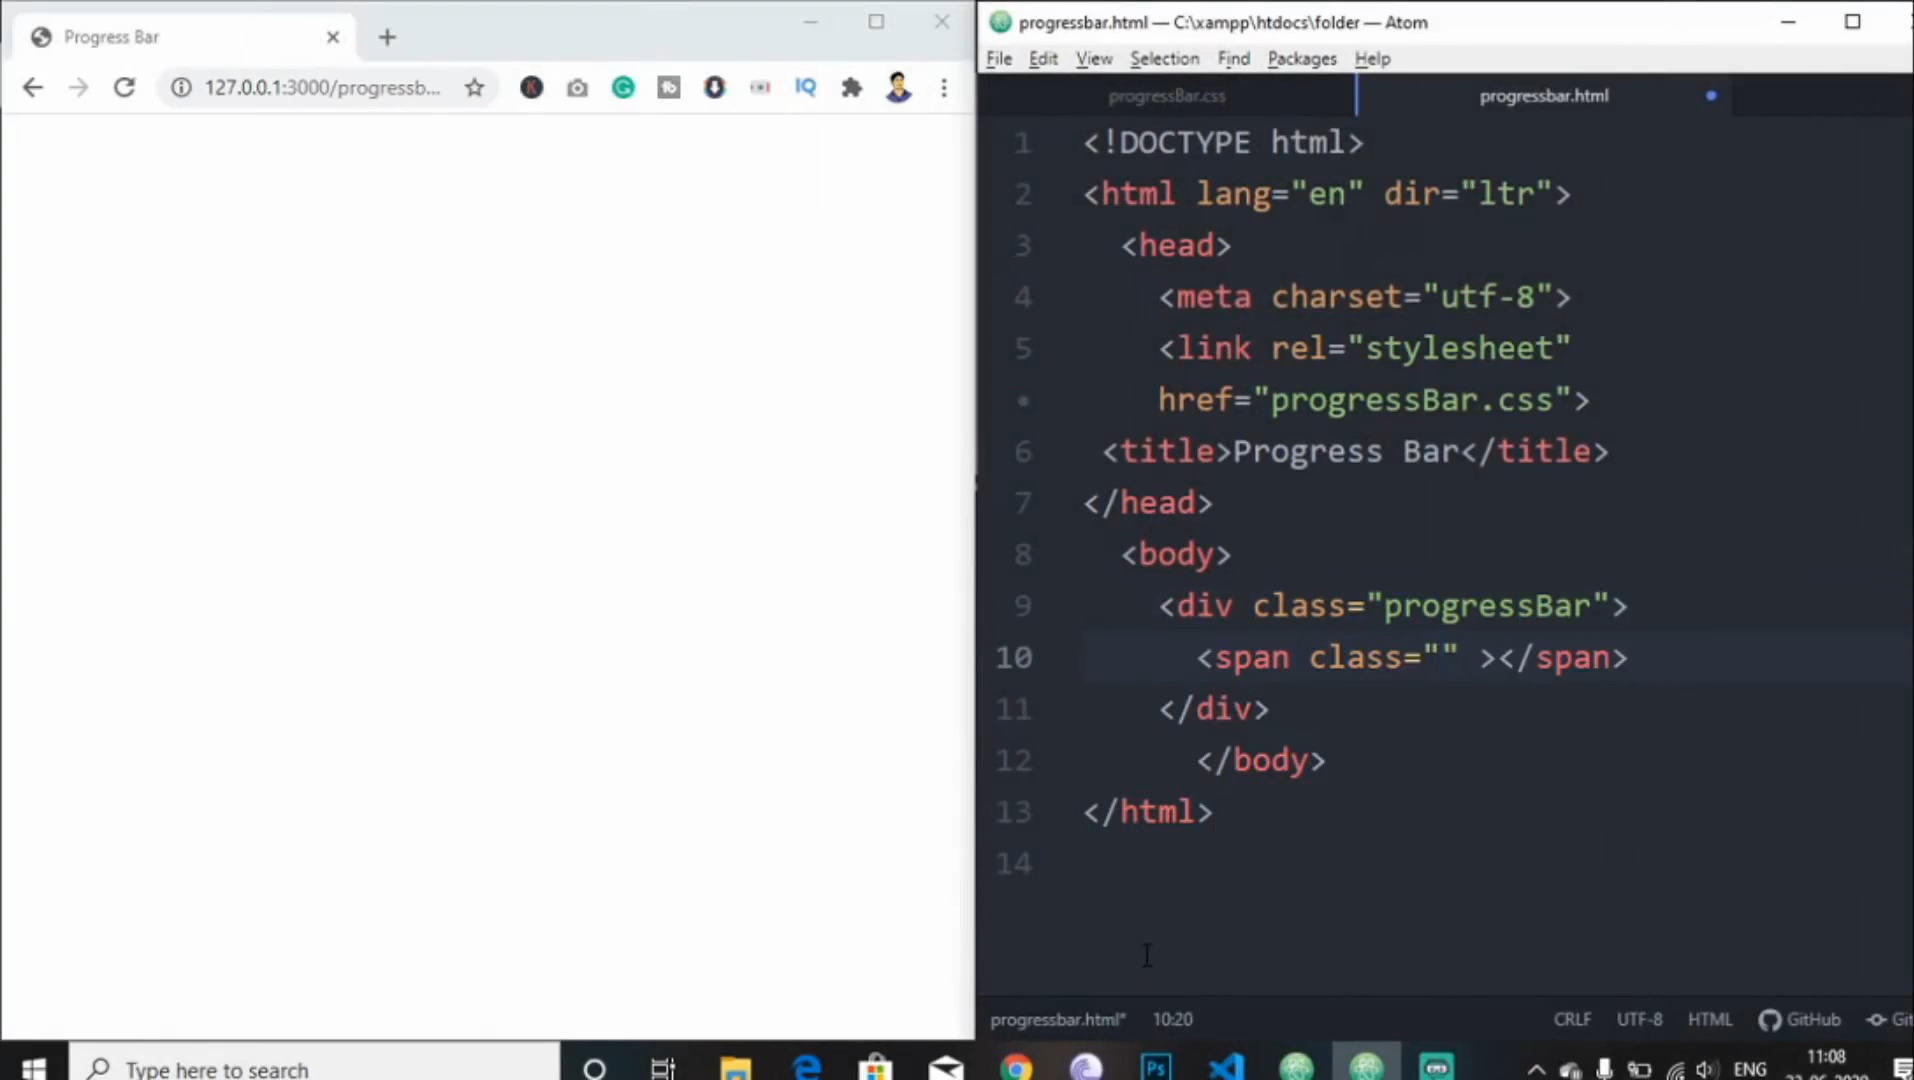 Progress Bar
127.0.0.1:3000/progressb...
progressbar.html — C:\xampp\htdocs\folder — Atom
File Edit View Selection Find Packages Help
progressBar.css progressbar.html
1 <!DOCTYPE html>
2 <html lang="en" dir="ltr">
3 <head>
4 <meta charset="utf-8">
5 <link rel="stylesheet"
• href="progressBar.css">
6 <title>Progress Bar</title>
7 </head>
8 <body>
9 <div class="progressBar">
10 <span class="" ></span>
11 </div>
12 </body>
13 </html>
14
progressbar.html* 10:20 CRLF UTF-8 HTML GitHub Git
Type here to search
Ps
ENG
11:08